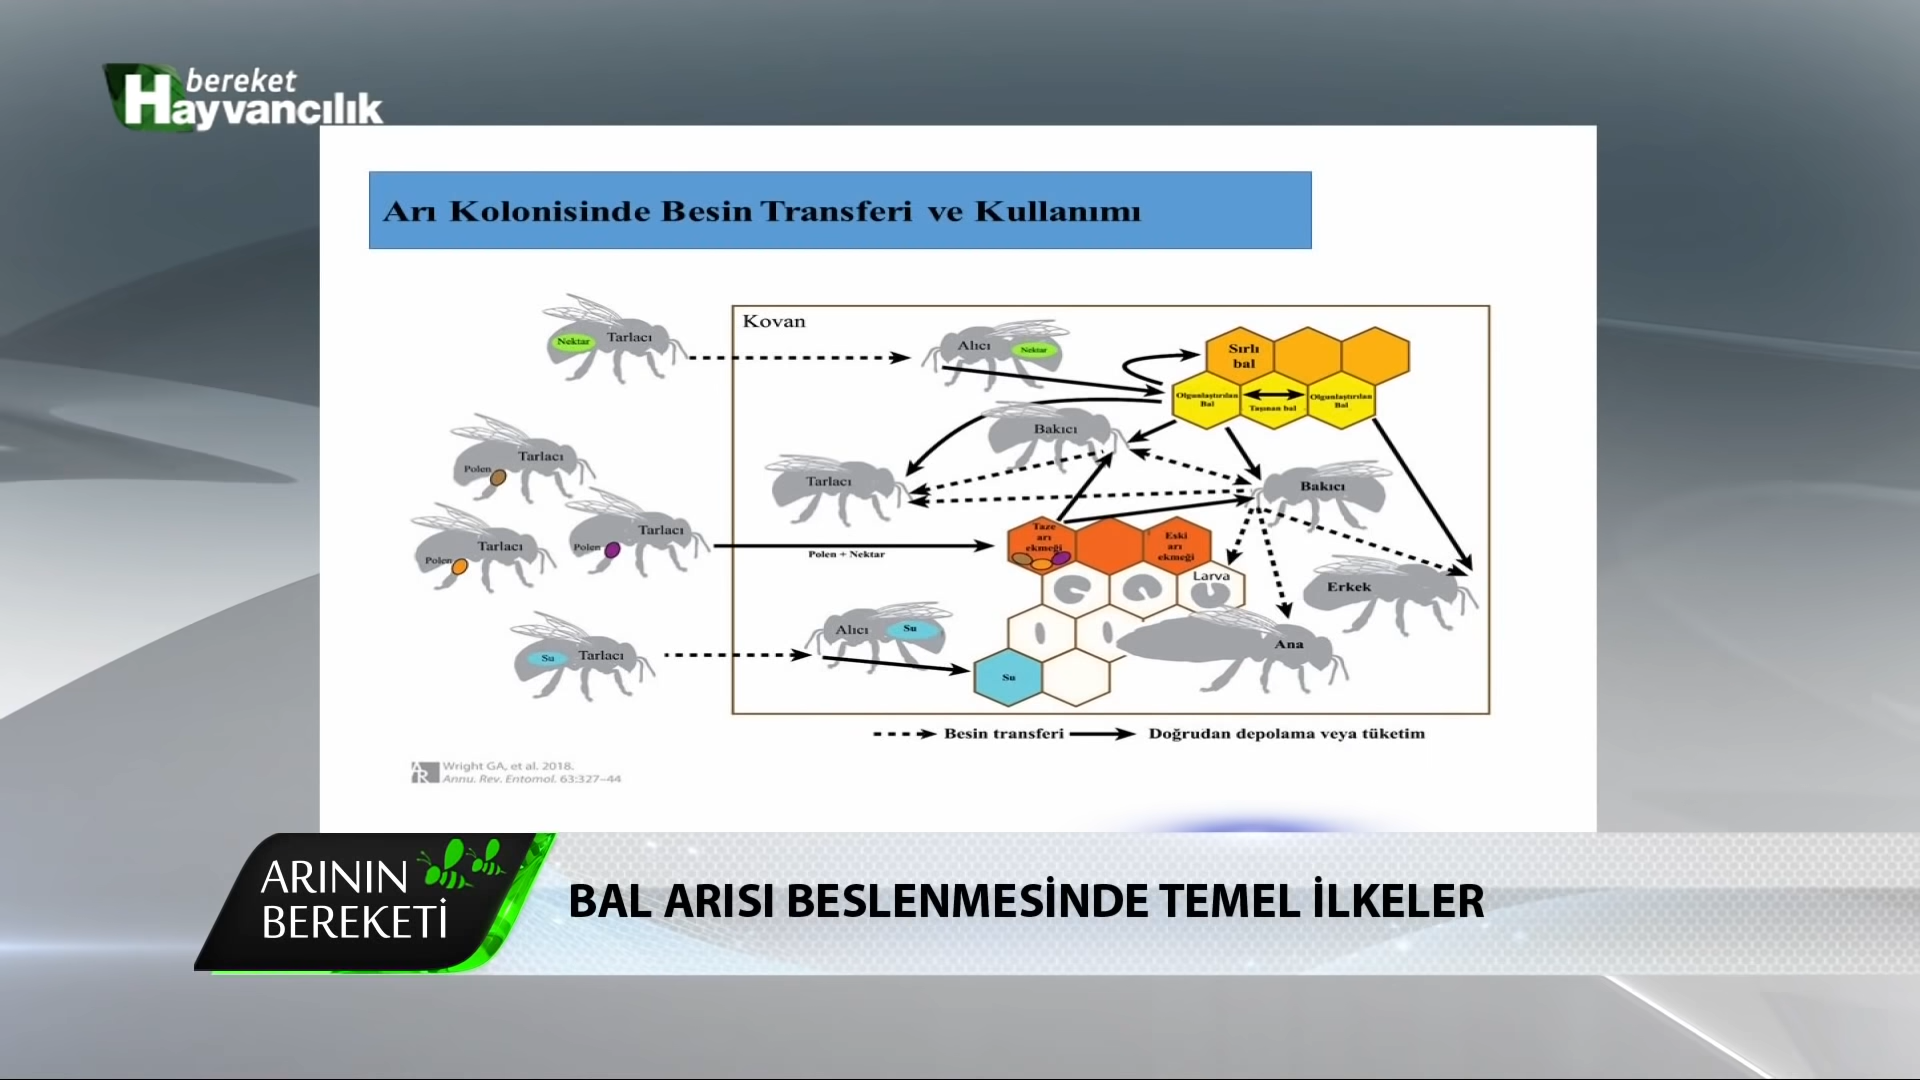 bereket
Hayvancılık
Arı Kolonisinde Besin Transferi ve Kullanımı
Kovan
Nektar
Tarlacı
Alıcı
Nektar
Sırlı
bal
Olgunlaştırılan
Bal
Taşınan bal
Olgunlaştırılan
Bal
Bakıcı
Polen
Tarlacı
Tarlacı
Bakıcı
Polen
Tarlacı
Polen
Tarlacı
Polen + Nektar
Taze
arı
ekmeği
Eski
arı
ekmeği
Larva
Erkek
Su
Tarlacı
Alıcı
Su
Ana
Su
Besin transferi
Doğrudan depolama veya tüketim
AR
Wright GA, et al. 2018.
Annu. Rev. Entomol. 63:327–44
ARININ
BEREKETİ
BAL ARISI BESLENMESİNDE TEMEL İLKELER